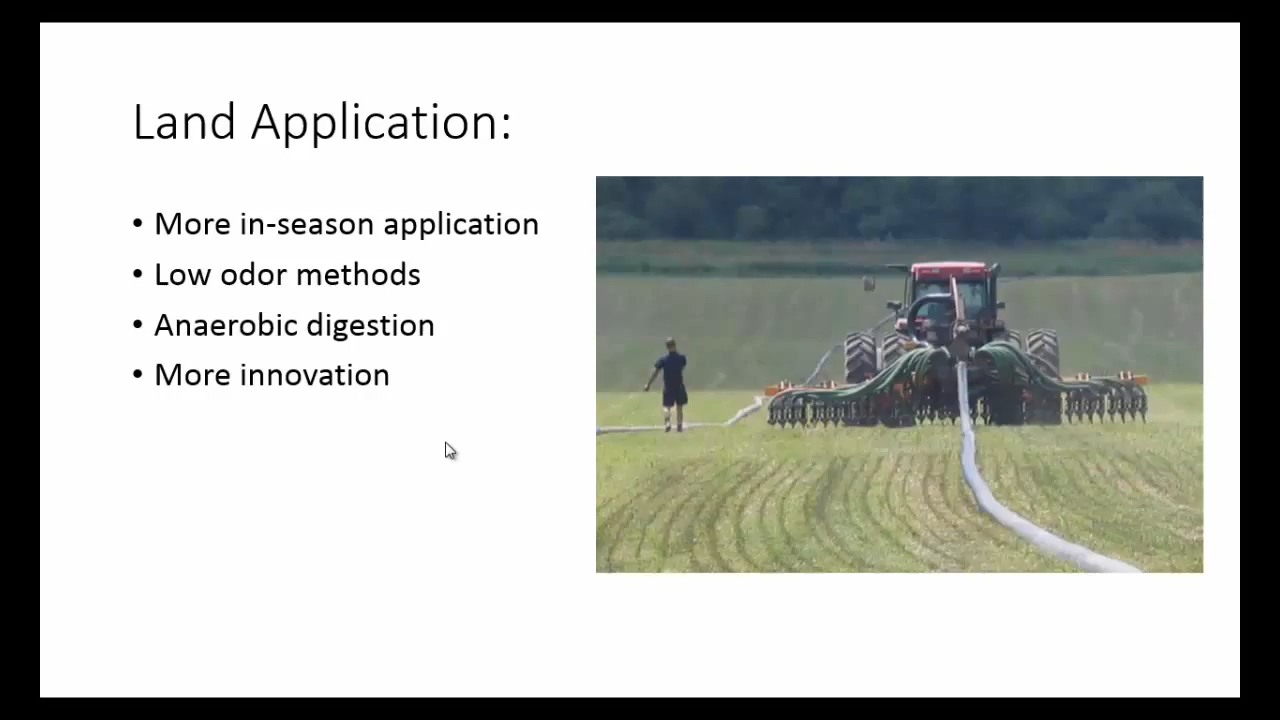 Land Application:
• More in-season application
• Low odor methods
• Anaerobic digestion
• More innovation